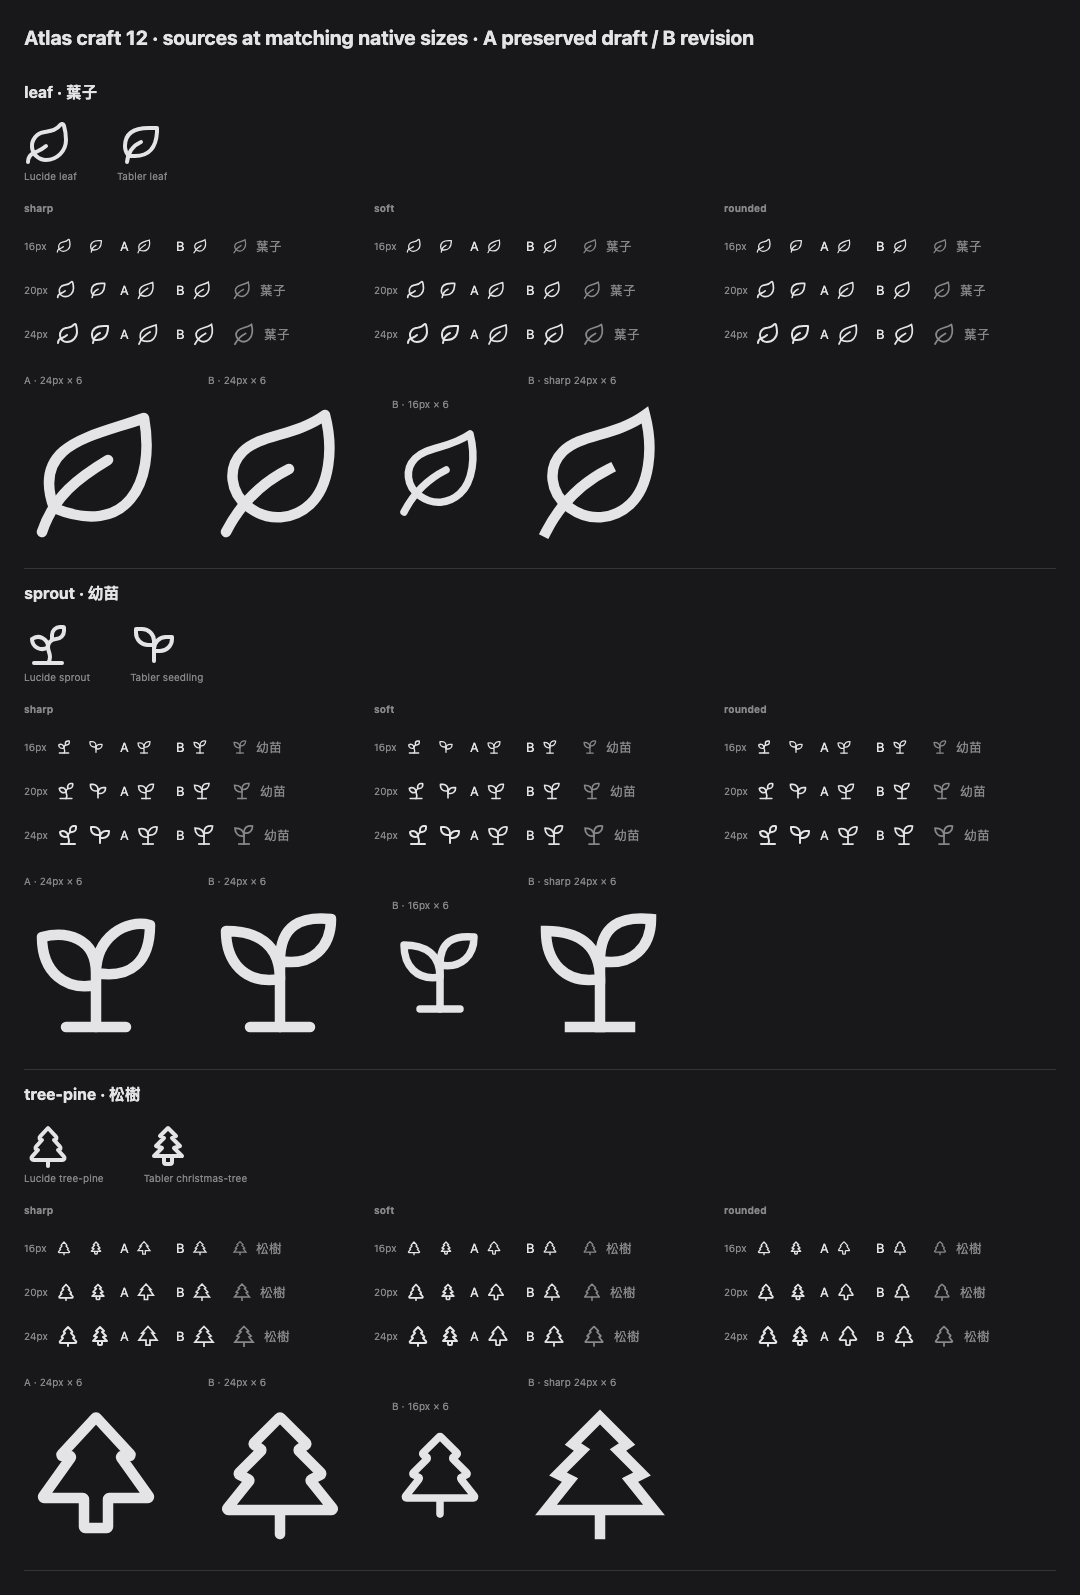 Atlas craft 12 · sources at matching native sizes · A preserved draft / B revision
leaf · 葉子
Lucide leaf Tabler leaf
sharp soft rounded
16px A B 葉子 16px A B 葉子 16px A B 葉子
20px A B 葉子 20px A B 葉子 20px A B 葉子
24px A B 葉子 24px A B 葉子 24px A B 葉子
A · 24px × 6 B · 24px × 6 B · 16px × 6 B · sharp 24px × 6
sprout · 幼苗
Lucide sprout Tabler seedling
sharp soft rounded
16px A B 幼苗 16px A B 幼苗 16px A B 幼苗
20px A B 幼苗 20px A B 幼苗 20px A B 幼苗
24px A B 幼苗 24px A B 幼苗 24px A B 幼苗
A · 24px × 6 B · 24px × 6 B · 16px × 6 B · sharp 24px × 6
tree-pine · 松樹
Lucide tree-pine Tabler christmas-tree
sharp soft rounded
16px A B 松樹 16px A B 松樹 16px A B 松樹
20px A B 松樹 20px A B 松樹 20px A B 松樹
24px A B 松樹 24px A B 松樹 24px A B 松樹
A · 24px × 6 B · 24px × 6 B · 16px × 6 B · sharp 24px × 6